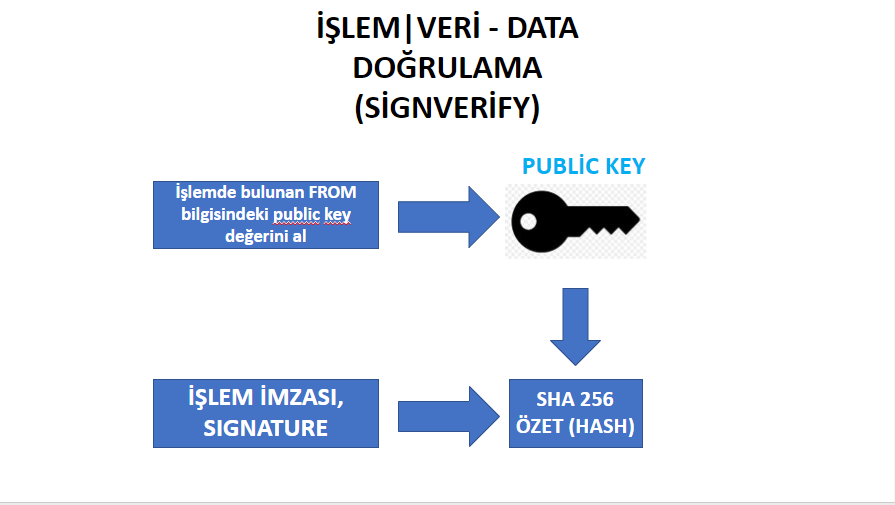 İŞLEM|VERİ - DATA
DOĞRULAMA
(SİGNVERİFY)
PUBLIC KEY
İşlemde bulunan FROM
bilgisindeki public key
değerini al
İŞLEM İMZASI,
SIGNATURE
SHA 256
ÖZET (HASH)